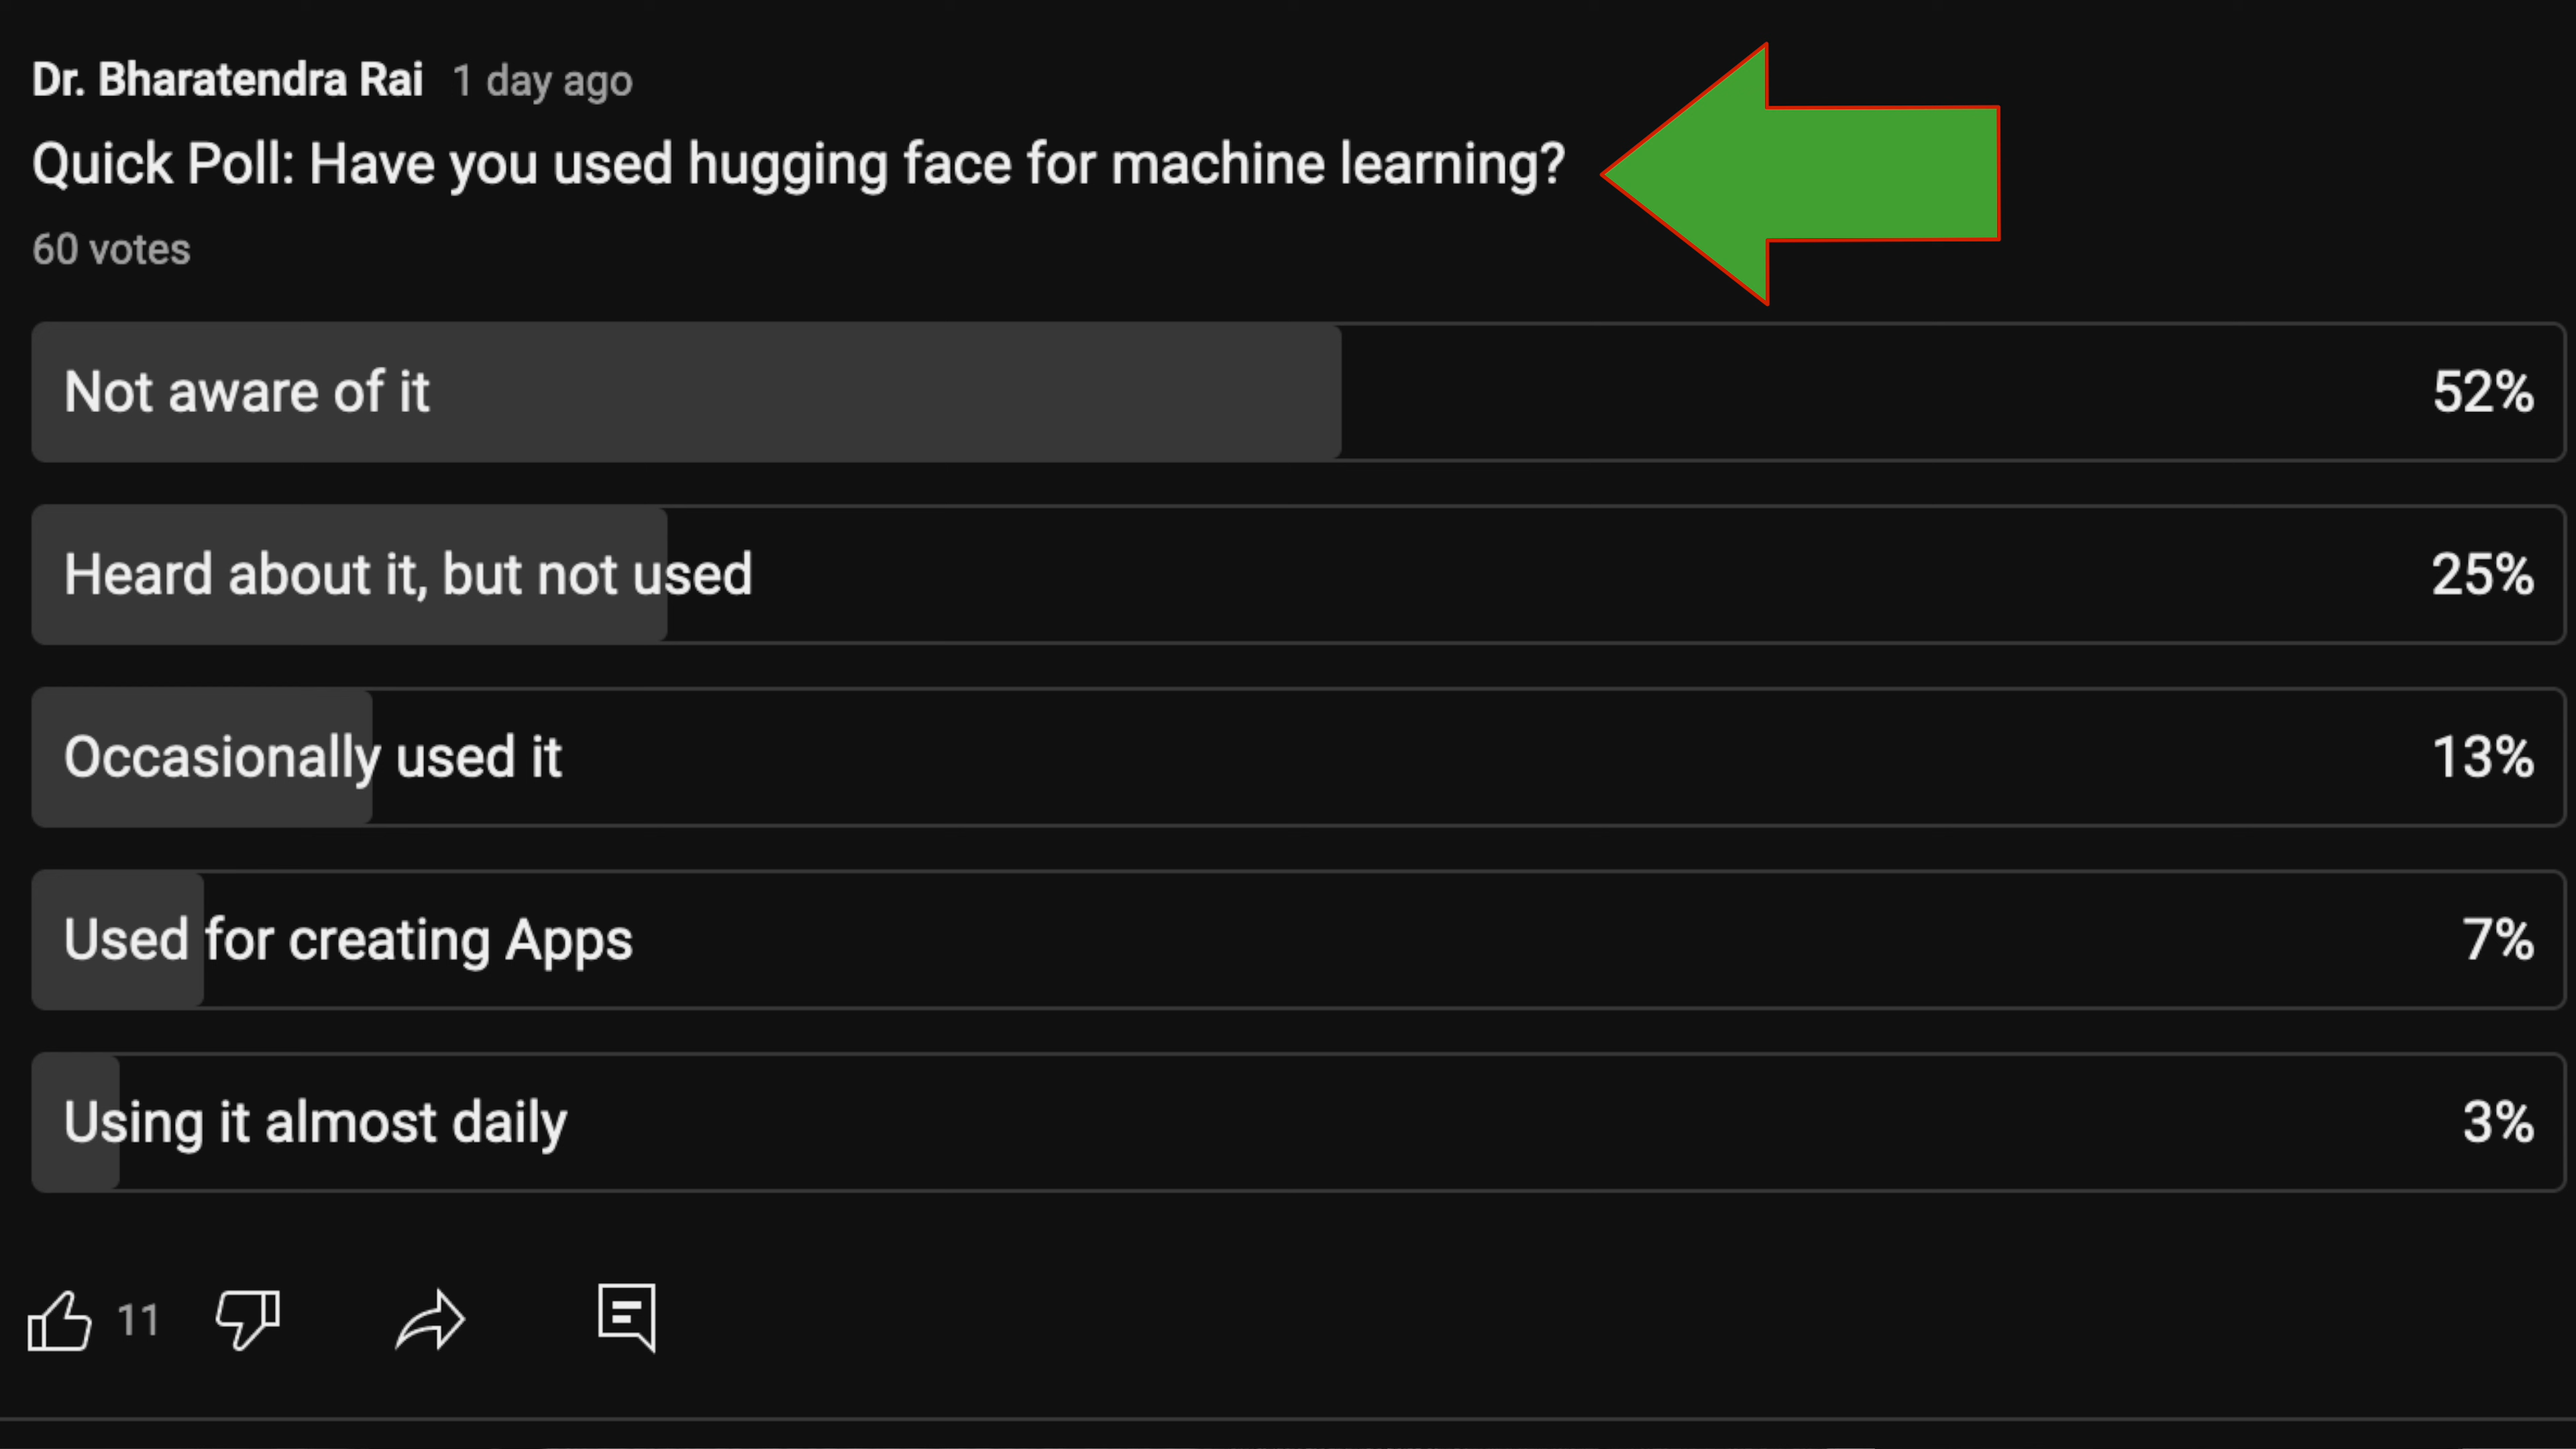 Dr. Bharatendra Rai 1 day ago
Quick Poll: Have you used hugging face for machine learning?
60 votes
Not aware of it 52%
Heard about it, but not used 25%
Occasionally used it 13%
Used for creating Apps 7%
Using it almost daily 3%
11